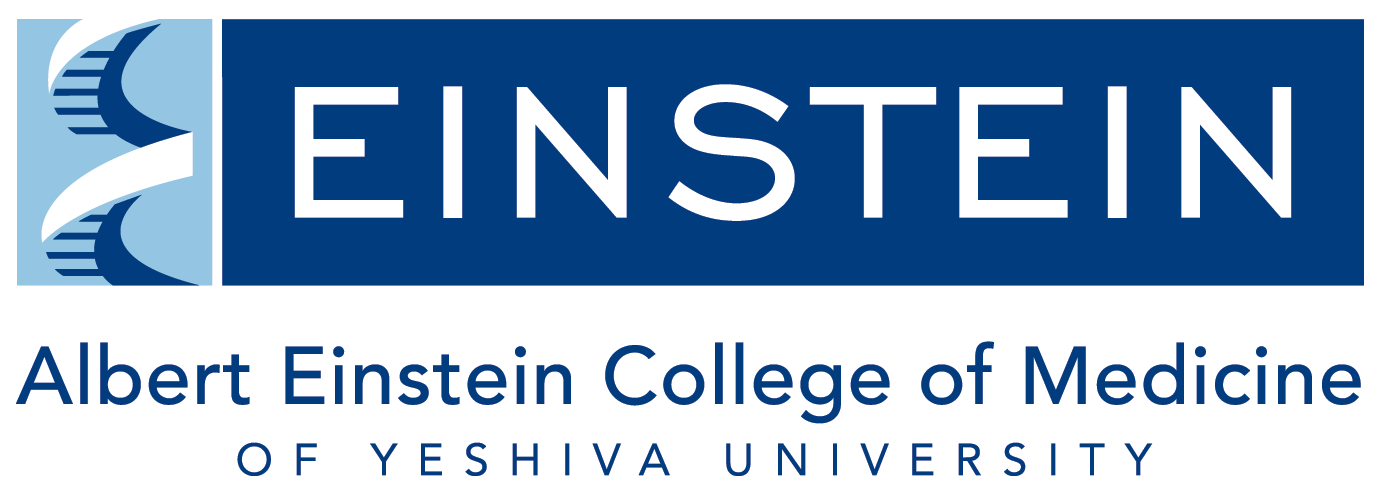 EINSTEIN
Albert Einstein College of Medicine
OF YESHIVA UNIVERSITY